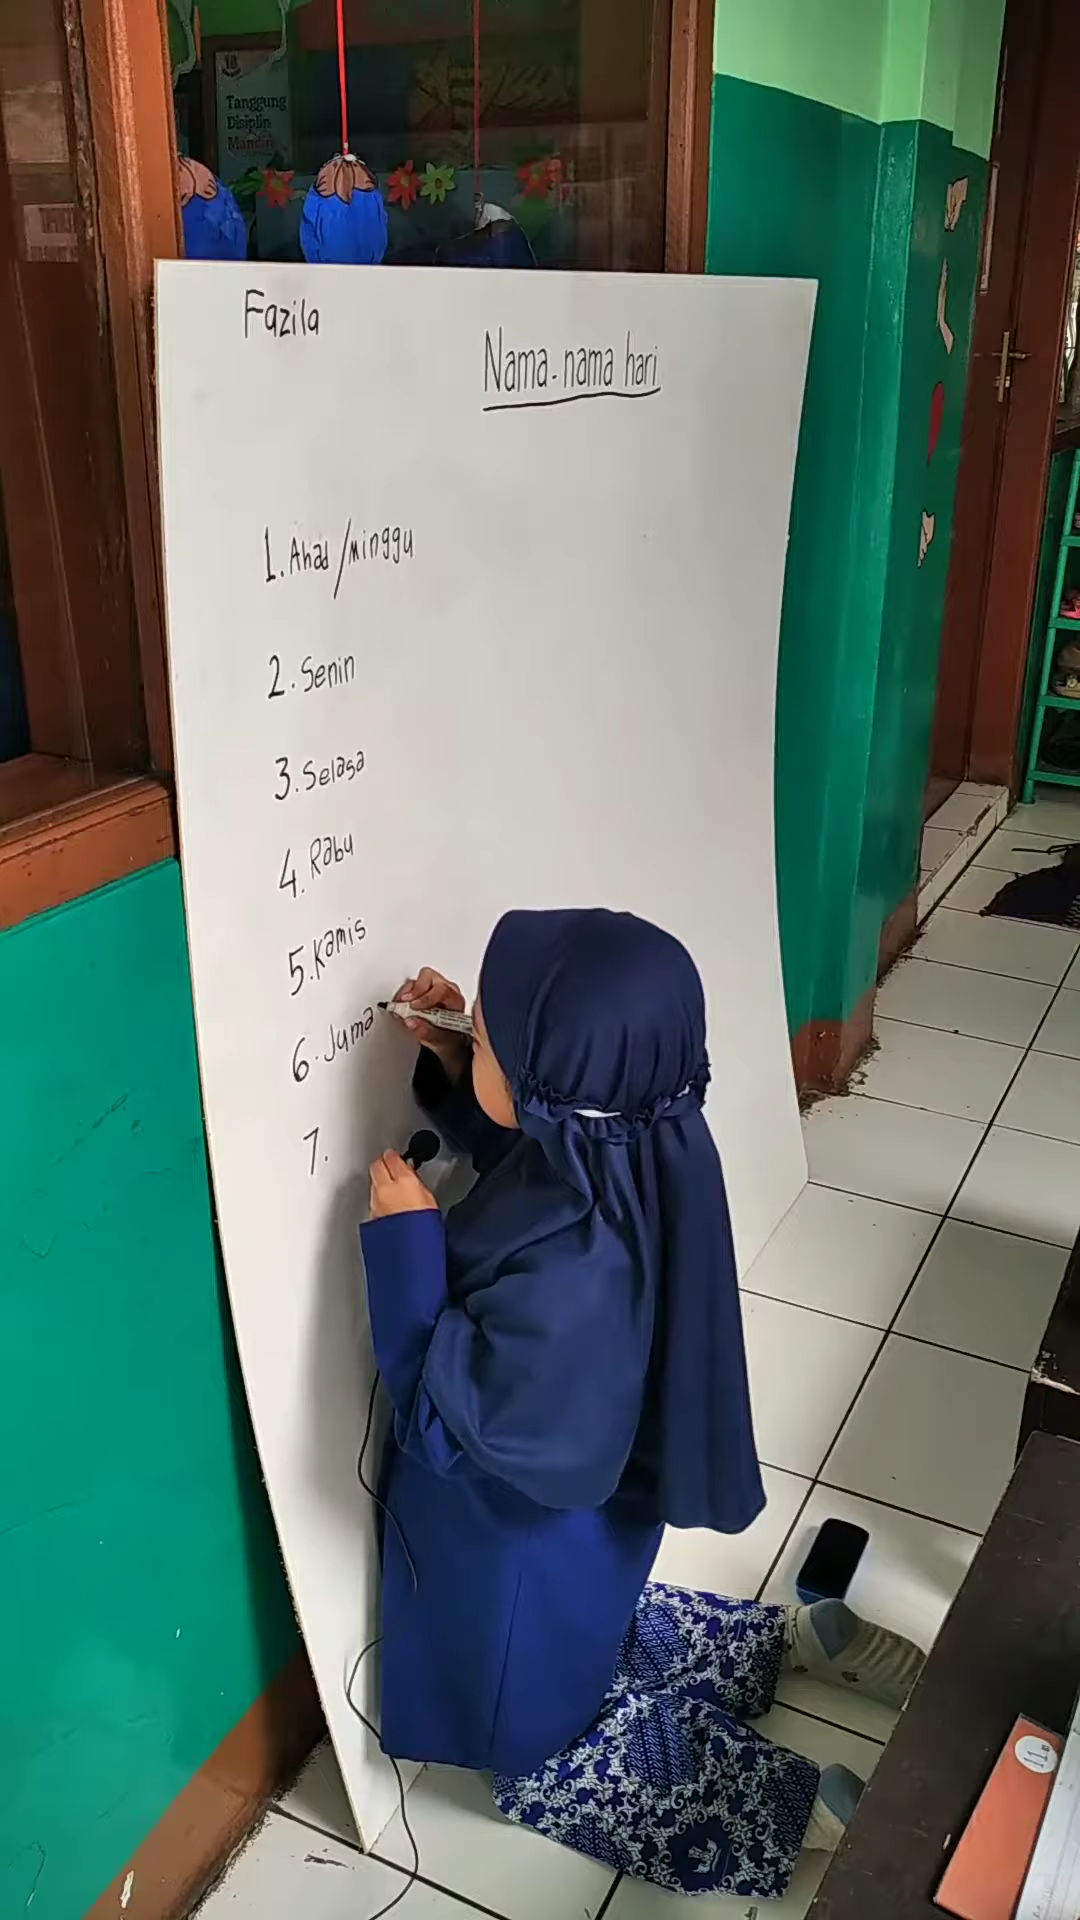 Tanggung
Disiplin
Mandiri
Fazila
Nama-nama hari
1. Ahad /minggu
2. Senin
3. Selasa
4. Rabu
5. Kamis
6. Juma
7.
11